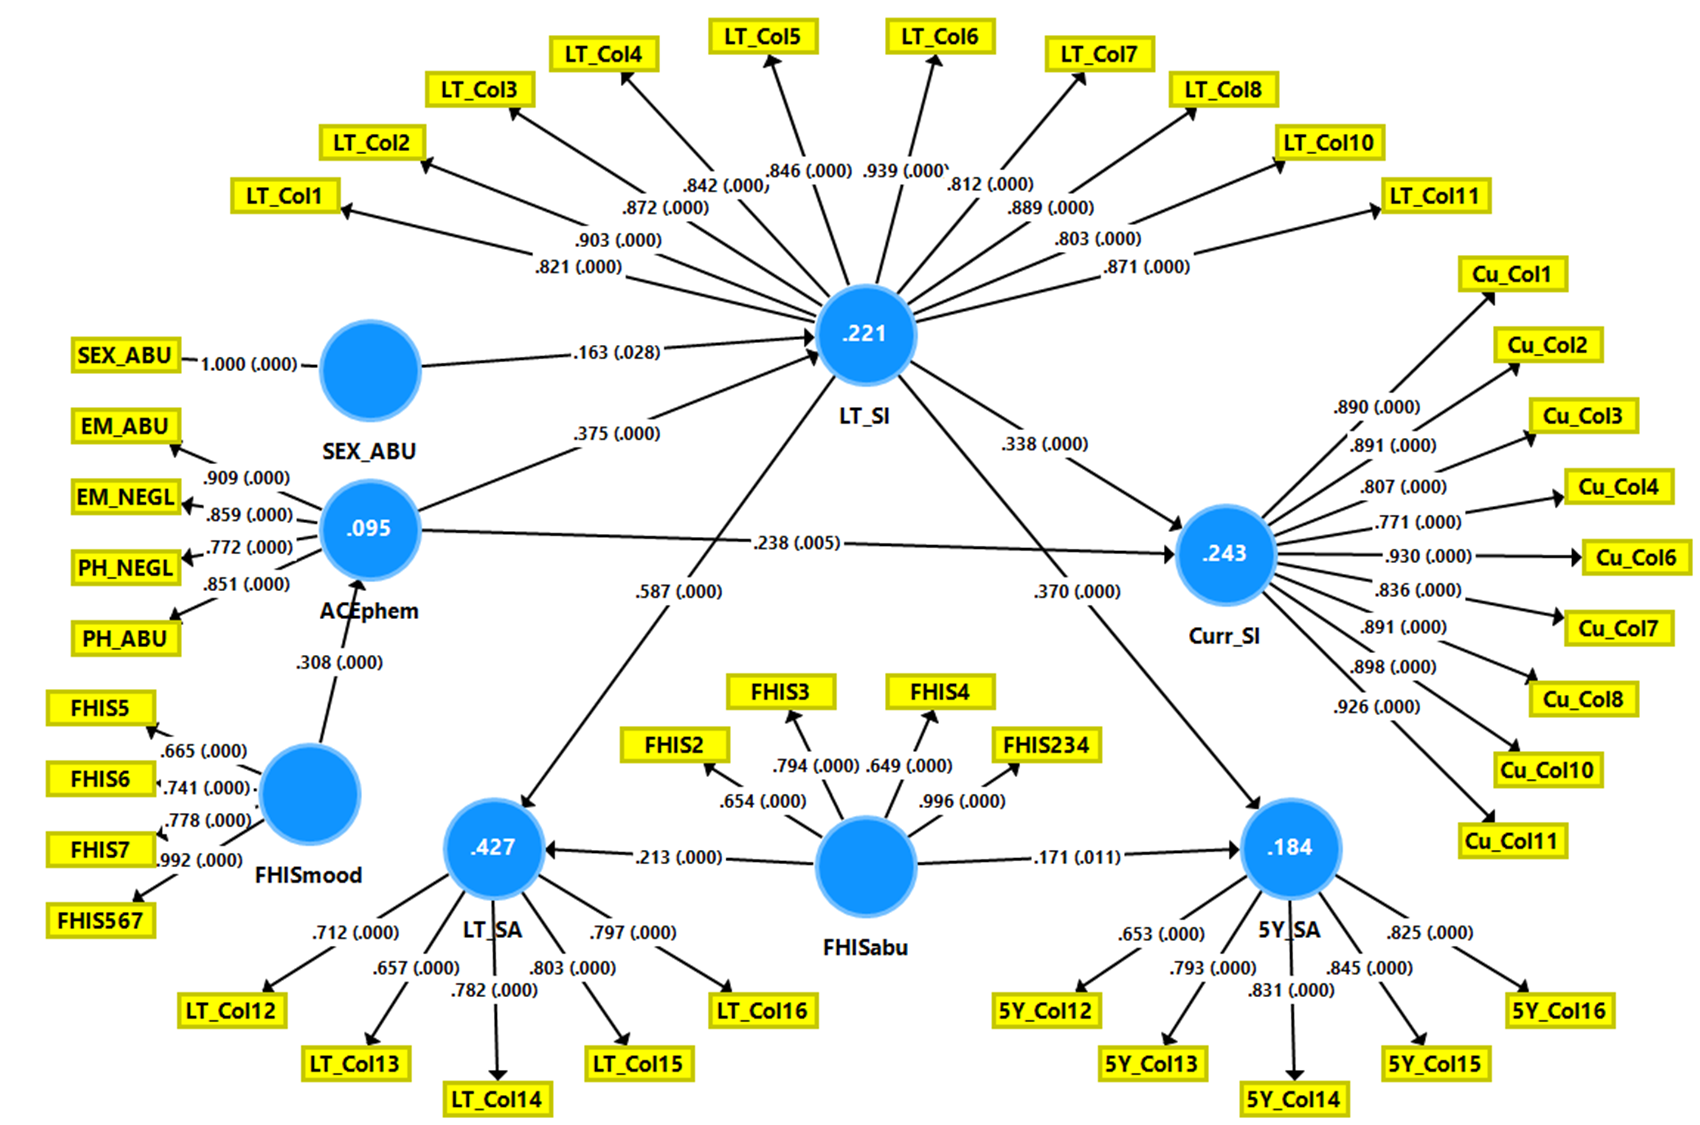 LT_Col5
LT_Col6
LT_Col4
LT_Col7
LT_Col3
LT_Col8
LT_Col2
LT_Col10
LT_Col1
LT_Col11
.842 (.000)
.846 (.000)
.939 (.000)
.812 (.000)
.872 (.000)
.889 (.000)
.903 (.000)
.803 (.000)
.821 (.000)
.871 (.000)
Cu_Col1
.221
LT_SI
Cu_Col2
SEX_ABU
1.000 (.000)
.163 (.028)
SEX_ABU
.890 (.000)
Cu_Col3
EM_ABU
.375 (.000)
.338 (.000)
.891 (.000)
.909 (.000)
.807 (.000)
Cu_Col4
EM_NEGL
.859 (.000)
.095
.771 (.000)
.772 (.000)
.238 (.005)
.243
.930 (.000)
Cu_Col6
PH_NEGL
.851 (.000)
.587 (.000)
.370 (.000)
.836 (.000)
ACEphem
Curr_SI
.891 (.000)
Cu_Col7
PH_ABU
.308 (.000)
.898 (.000)
FHIS3
FHIS4
Cu_Col8
FHIS5
.926 (.000)
.665 (.000)
FHIS2
FHIS234
FHIS6
.741 (.000)
.794 (.000)
.649 (.000)
Cu_Col10
.778 (.000)
.654 (.000)
.996 (.000)
FHIS7
.992 (.000)
FHISmood
.427
.213 (.000)
.171 (.011)
.184
Cu_Col11
FHIS567
LT_SA
FHISabu
5Y_SA
.712 (.000)
.797 (.000)
.653 (.000)
.825 (.000)
.657 (.000)
.803 (.000)
.793 (.000)
.845 (.000)
.782 (.000)
.831 (.000)
LT_Col12
LT_Col16
5Y_Col12
5Y_Col16
LT_Col13
LT_Col15
5Y_Col13
5Y_Col15
LT_Col14
5Y_Col14